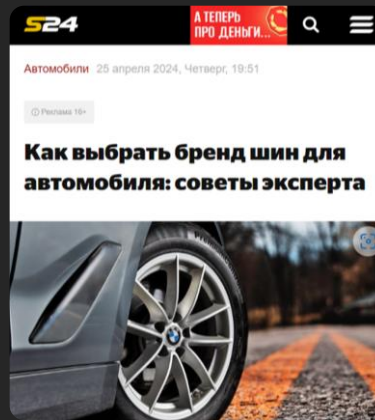 S24
А ТЕПЕРЬ
ПРО ДЕНЬГИ...
Автомобили 25 апреля 2024, Четверг, 19:51
Реклама 16+
Как выбрать бренд шин для
автомобиля: советы эксперта